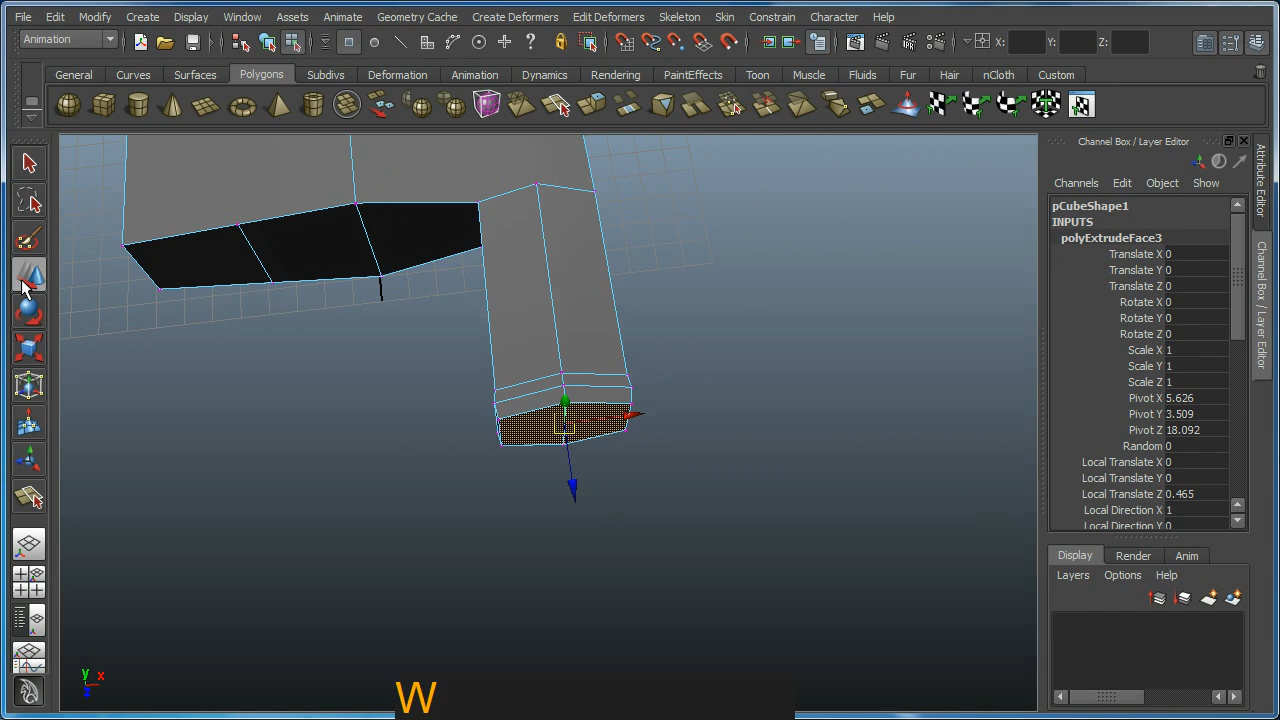 File Edit Modify Create Display Window Assets Animate Geometry Cache Create Deformers Edit Deformers Skeleton Skin Constrain Character Help
Animation X: Y: Z:
General Curves Surfaces Polygons Subdivs Deformation Animation Dynamics Rendering PaintEffects Toon Muscle Fluids Fur Hair nCloth Custom
Channel Box / Layer Editor
Channels Edit Object Show
pCubeShape1
INPUTS
polyExtrudeFace3
Translate X 0
Translate Y 0
Translate Z 0
Rotate X 0
Rotate Y 0
Rotate Z 0
Scale X 1
Scale Y 1
Scale Z 1
Pivot X 5.626
Pivot Y 3.509
Pivot Z 18.092
Random 0
Local Translate X 0
Local Translate Y 0
Local Translate Z 0.465
Local Direction X 1
Local Direction Y 0
Attribute Editor
Channel Box / Layer Editor
Display Render Anim
Layers Options Help
y x
z
W